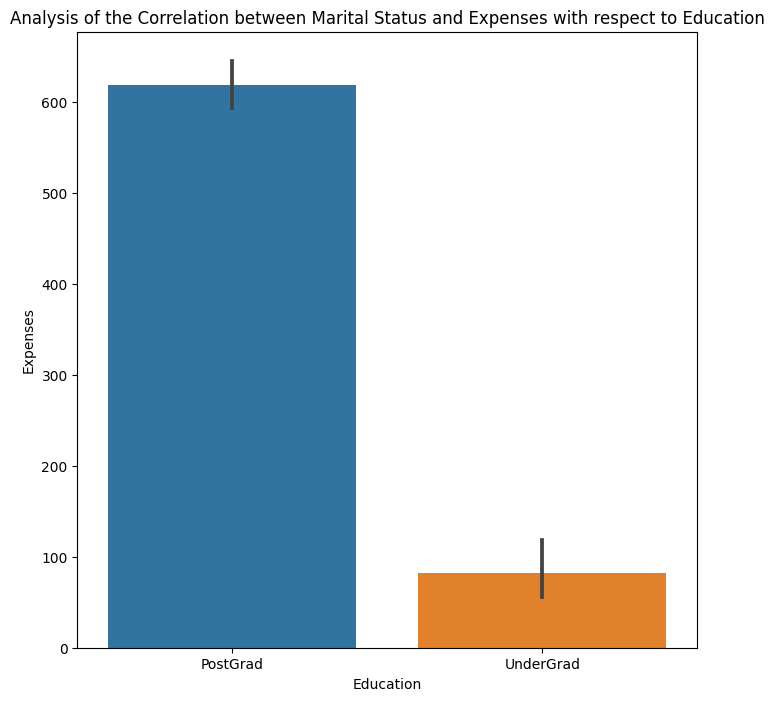 Analysis of the Correlation between Marital Status and Expenses with respect to Education
600
500
400
300
200
100
0
Expenses
PostGrad
UnderGrad
Education